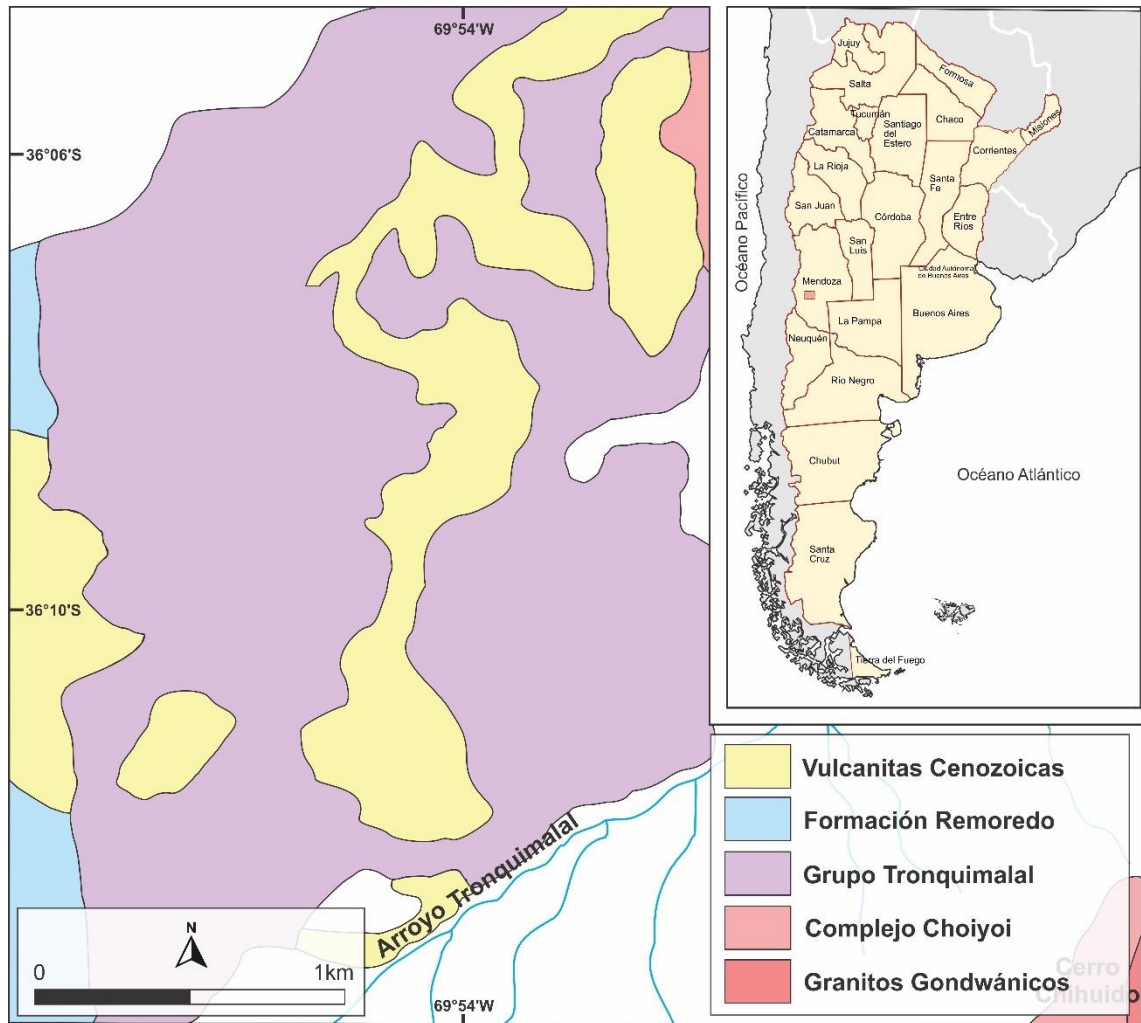 69°54'W
36°06'S
36°10'S
69°54'W
Arroyo Tronquimalal
N
0
1km
Océano Pacífico
Jujuy
Salta
Formosa
Tucumán
Catamarca
Santiago
del
Estero
Chaco
Misiones
Corrientes
La Rioja
Santa
Fe
San Juan
Córdoba
Entre
Ríos
San
Luis
Mendoza
Ciudad Autónoma
de Buenos Aires
La Pampa
Buenos Aires
Neuquén
Río Negro
Chubut
Océano Atlántico
Santa
Cruz
Tierra del Fuego
Vulcanitas Cenozoicas
Formación Remoredo
Grupo Tronquimalal
Complejo Choiyoi
Granitos Gondwánicos
Cerro
Chihuido